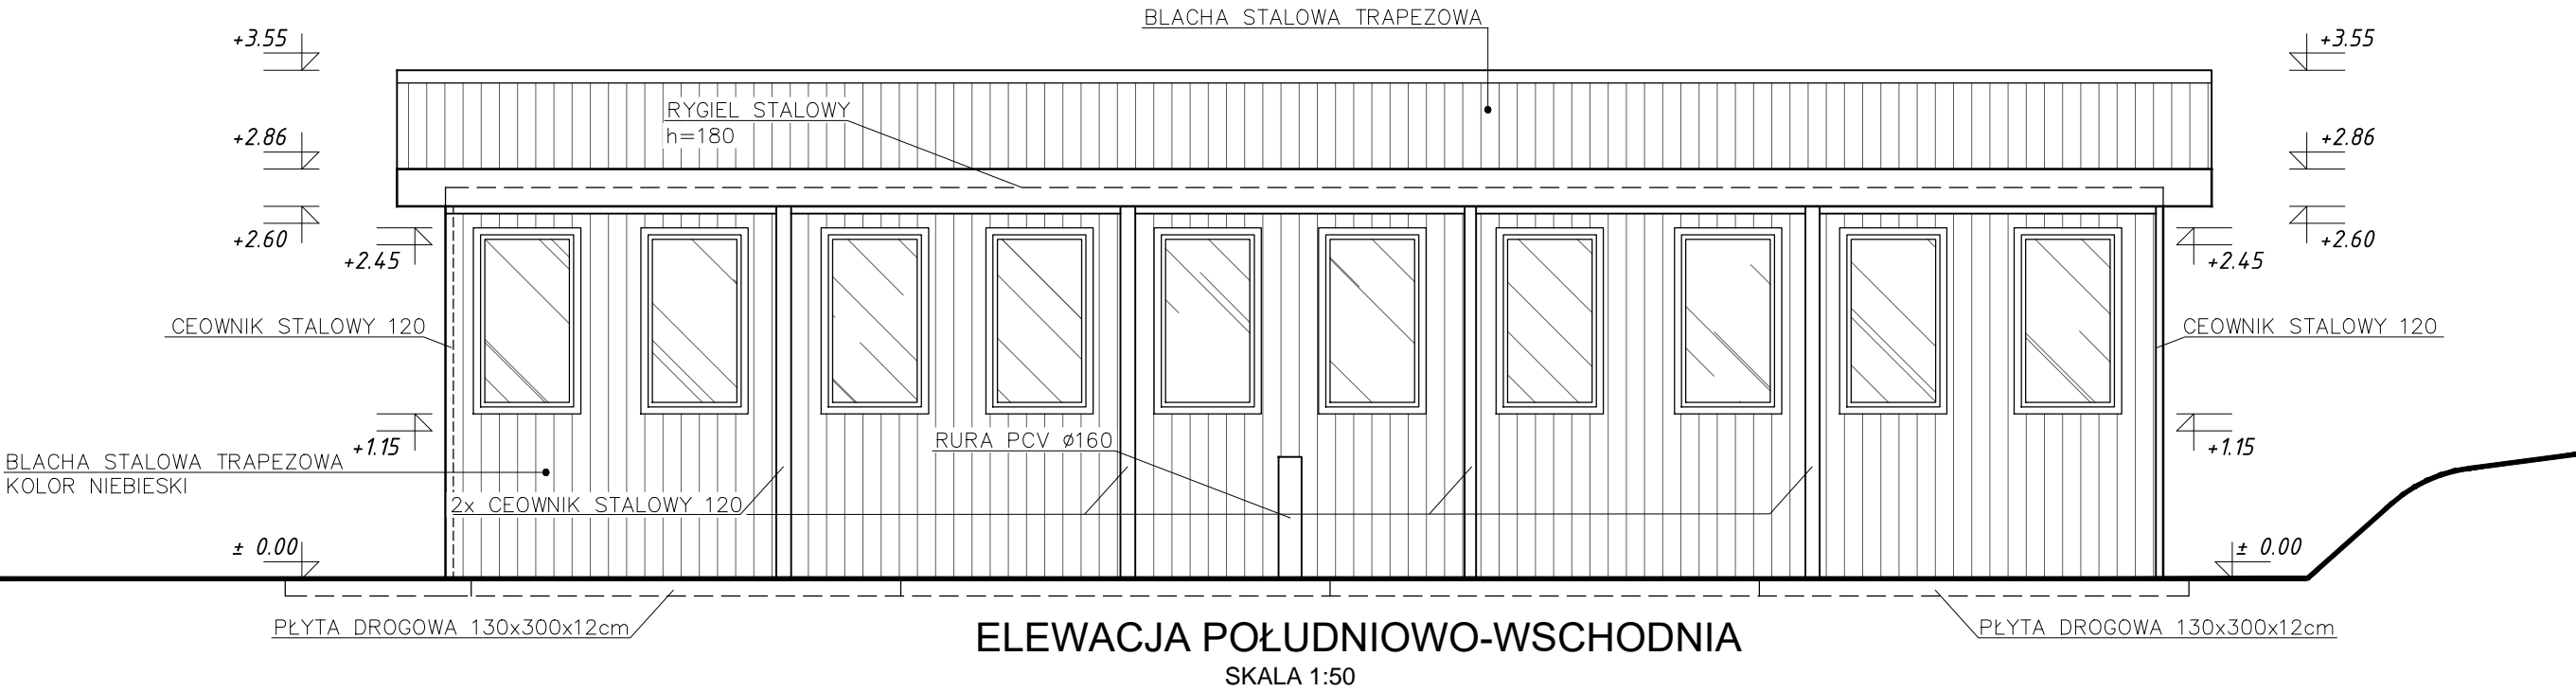 BLACHA STALOWA TRAPEZOWA
+3.55
+3.55
RYGIEL STALOWY
h=180
+2.86
+2.86
+2.60
+2.60
+2.45
+2.45
CEOWNIK STALOWY 120
CEOWNIK STALOWY 120
+1.15
+1.15
RURA PCV ø160
BLACHA STALOWA TRAPEZOWA
KOLOR NIEBIESKI
2x CEOWNIK STALOWY 120
± 0.00
± 0.00
PŁYTA DROGOWA 130x300x12cm
PŁYTA DROGOWA 130x300x12cm
ELEWACJA POŁUDNIOWO-WSCHODNIA
SKALA 1:50